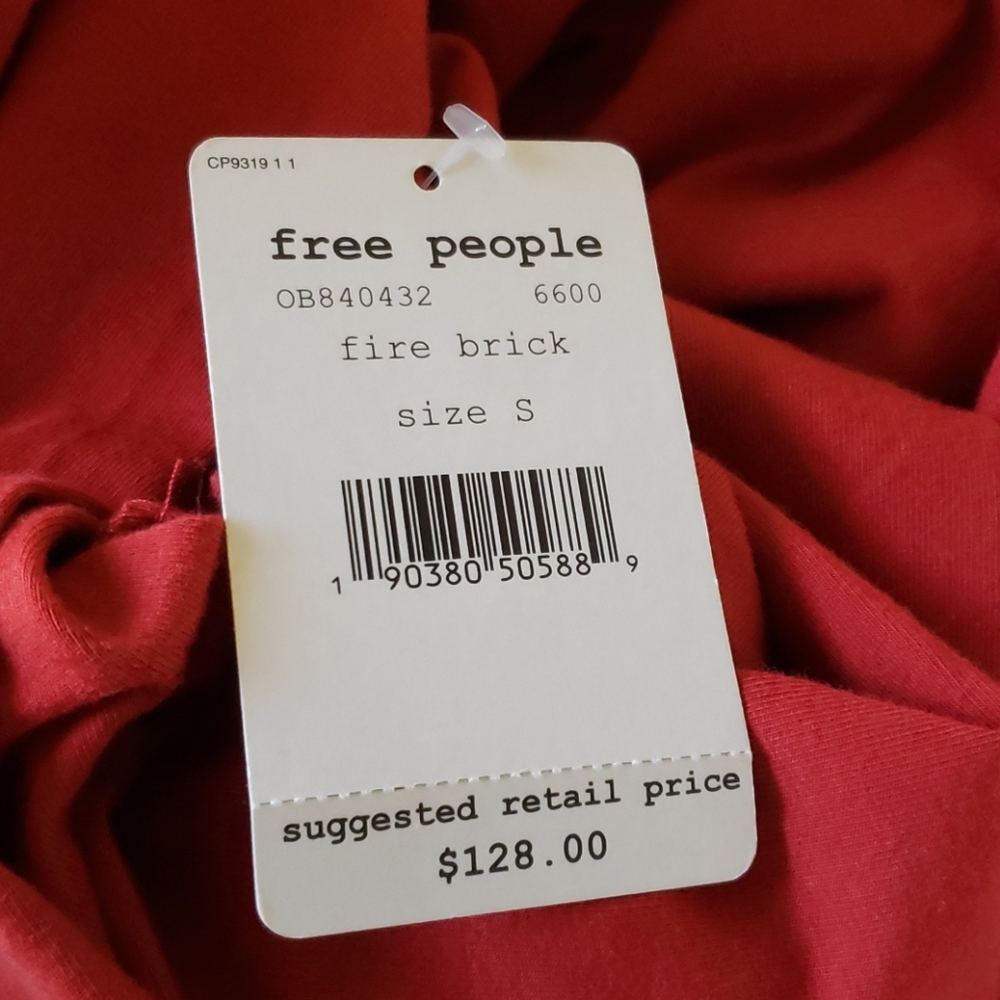 CP9319 1 1
free people
OB840432 6600
fire brick
size S
1 90380 50588 9
suggested retail price
$128.00